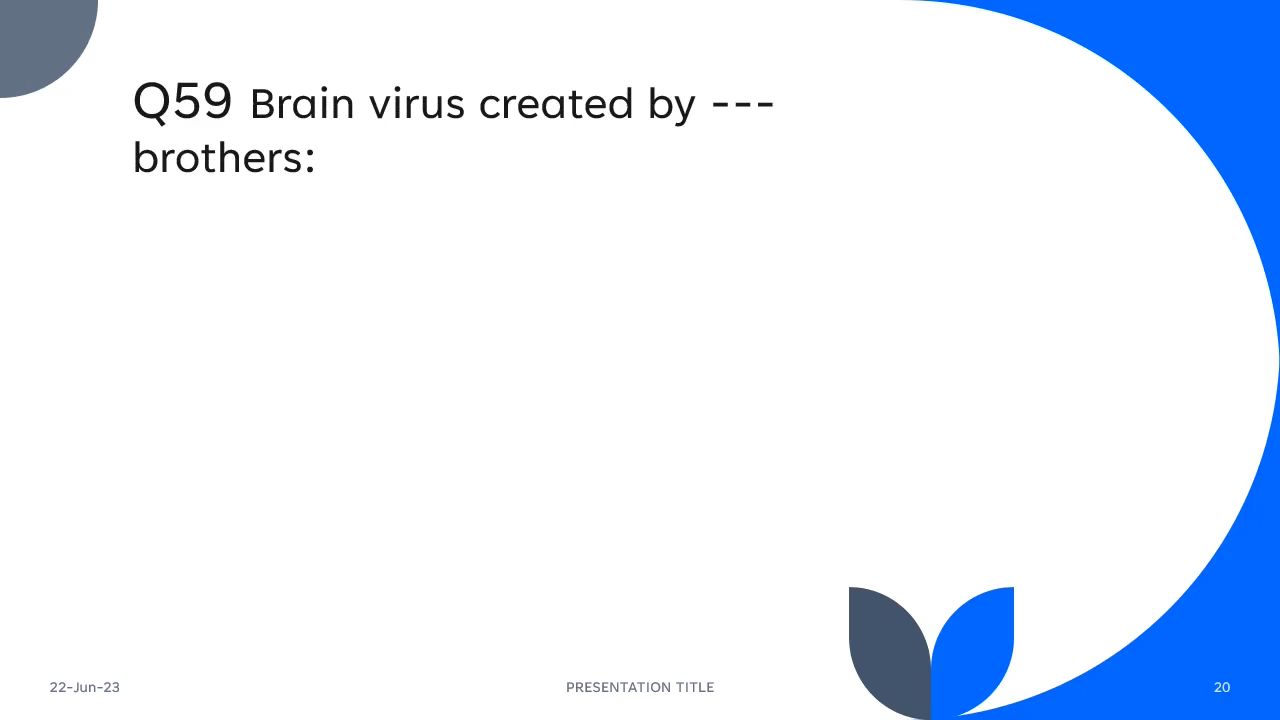 Q59 Brain virus created by ---
brothers:
22-Jun-23
PRESENTATION TITLE
20